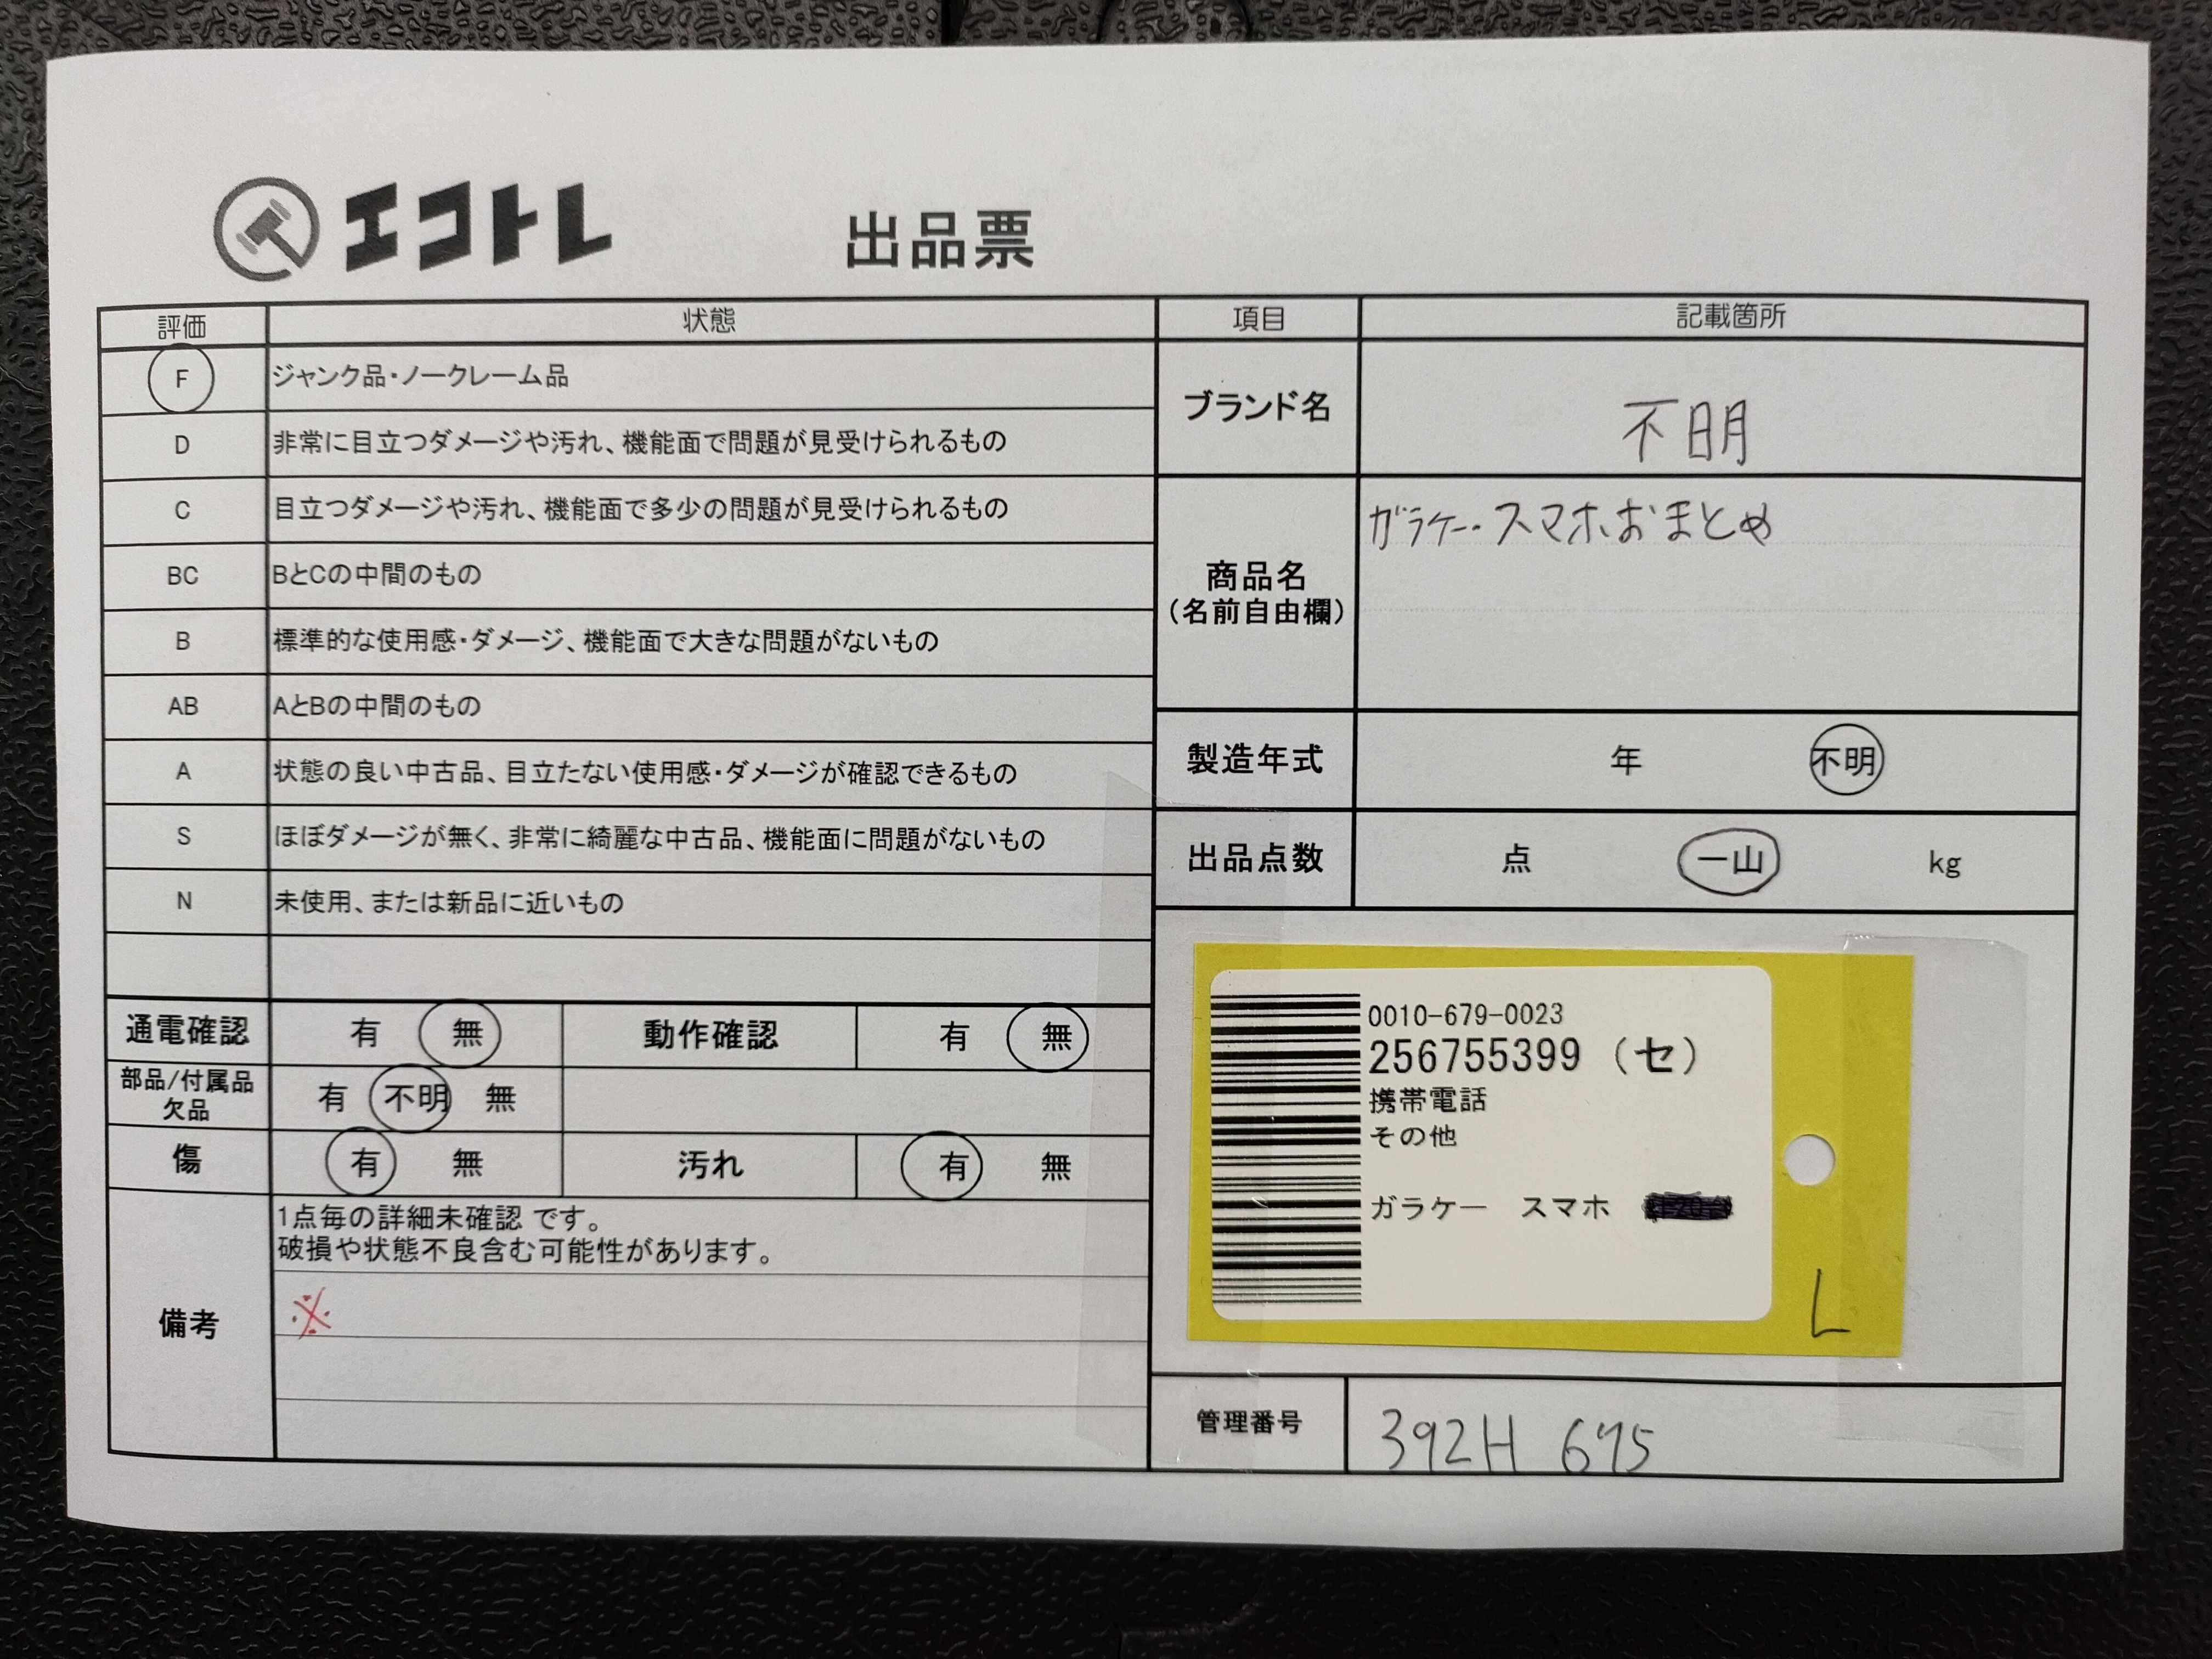 エコトレ
出品票
評価 状態
F ジャンク品・ノークレーム品
D 非常に目立つダメージや汚れ、機能面で問題が見受けられるもの
C 目立つダメージや汚れ、機能面で多少の問題が見受けられるもの
BC BとCの中間のもの
B 標準的な使用感・ダメージ、機能面で大きな問題がないもの
AB AとBの中間のもの
A 状態の良い中古品、目立たない使用感・ダメージが確認できるもの
S ほぼダメージが無く、非常に綺麗な中古品、機能面に問題がないもの
N 未使用、または新品に近いもの
通電確認 有 無 動作確認 有 無
部品/付属品
欠品 有 不明 無
傷 有 無 汚れ 有 無
備考
1点毎の詳細未確認 です。
破損や状態不良含む可能性があります。
※
項目 記載箇所
ブランド名 不明
商品名
(名前自由欄)
ガラケー・スマホおまとめ
製造年式 年 不明
出品点数 点 一山 kg
0010-679-0023
256755399 (セ)
携帯電話
その他
ガラケー スマホ
L
管理番号 392H 675